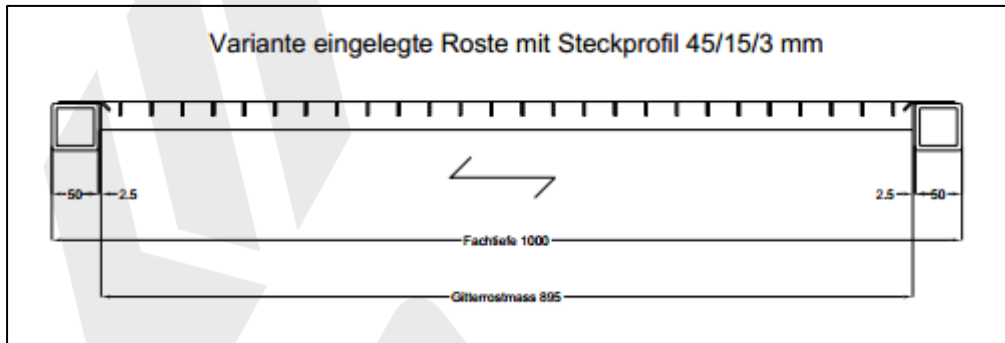 Variante eingelegte Roste mit Steckprofil 45/15/3 mm
50 2.5 2.5 50
Fachtiefe 1000
Gitterrostmass 895